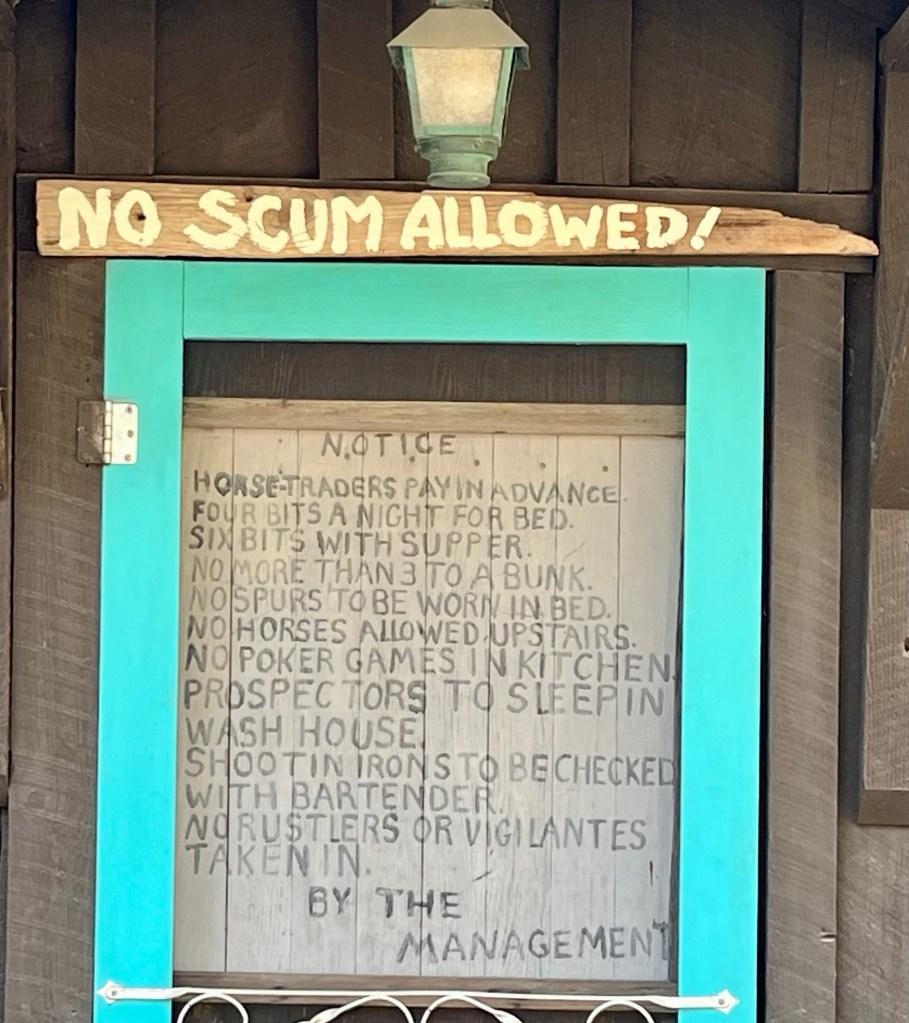 NO SCUM ALLOWED!
NOTICE
HORSE-TRADERS PAY IN ADVANCE.
FOUR BITS A NIGHT FOR BED.
SIX BITS WITH SUPPER.
NO MORE THAN 3 TO A BUNK.
NO SPURS TO BE WORN IN BED.
NO HORSES ALLOWED UPSTAIRS.
NO POKER GAMES IN KITCHEN.
PROSPECTORS TO SLEEP IN
WASH HOUSE.
SHOOTIN IRONS TO BE CHECKED
WITH BARTENDER.
NO RUSTLERS OR VIGILANTES
TAKEN IN.
BY THE
MANAGEMENT